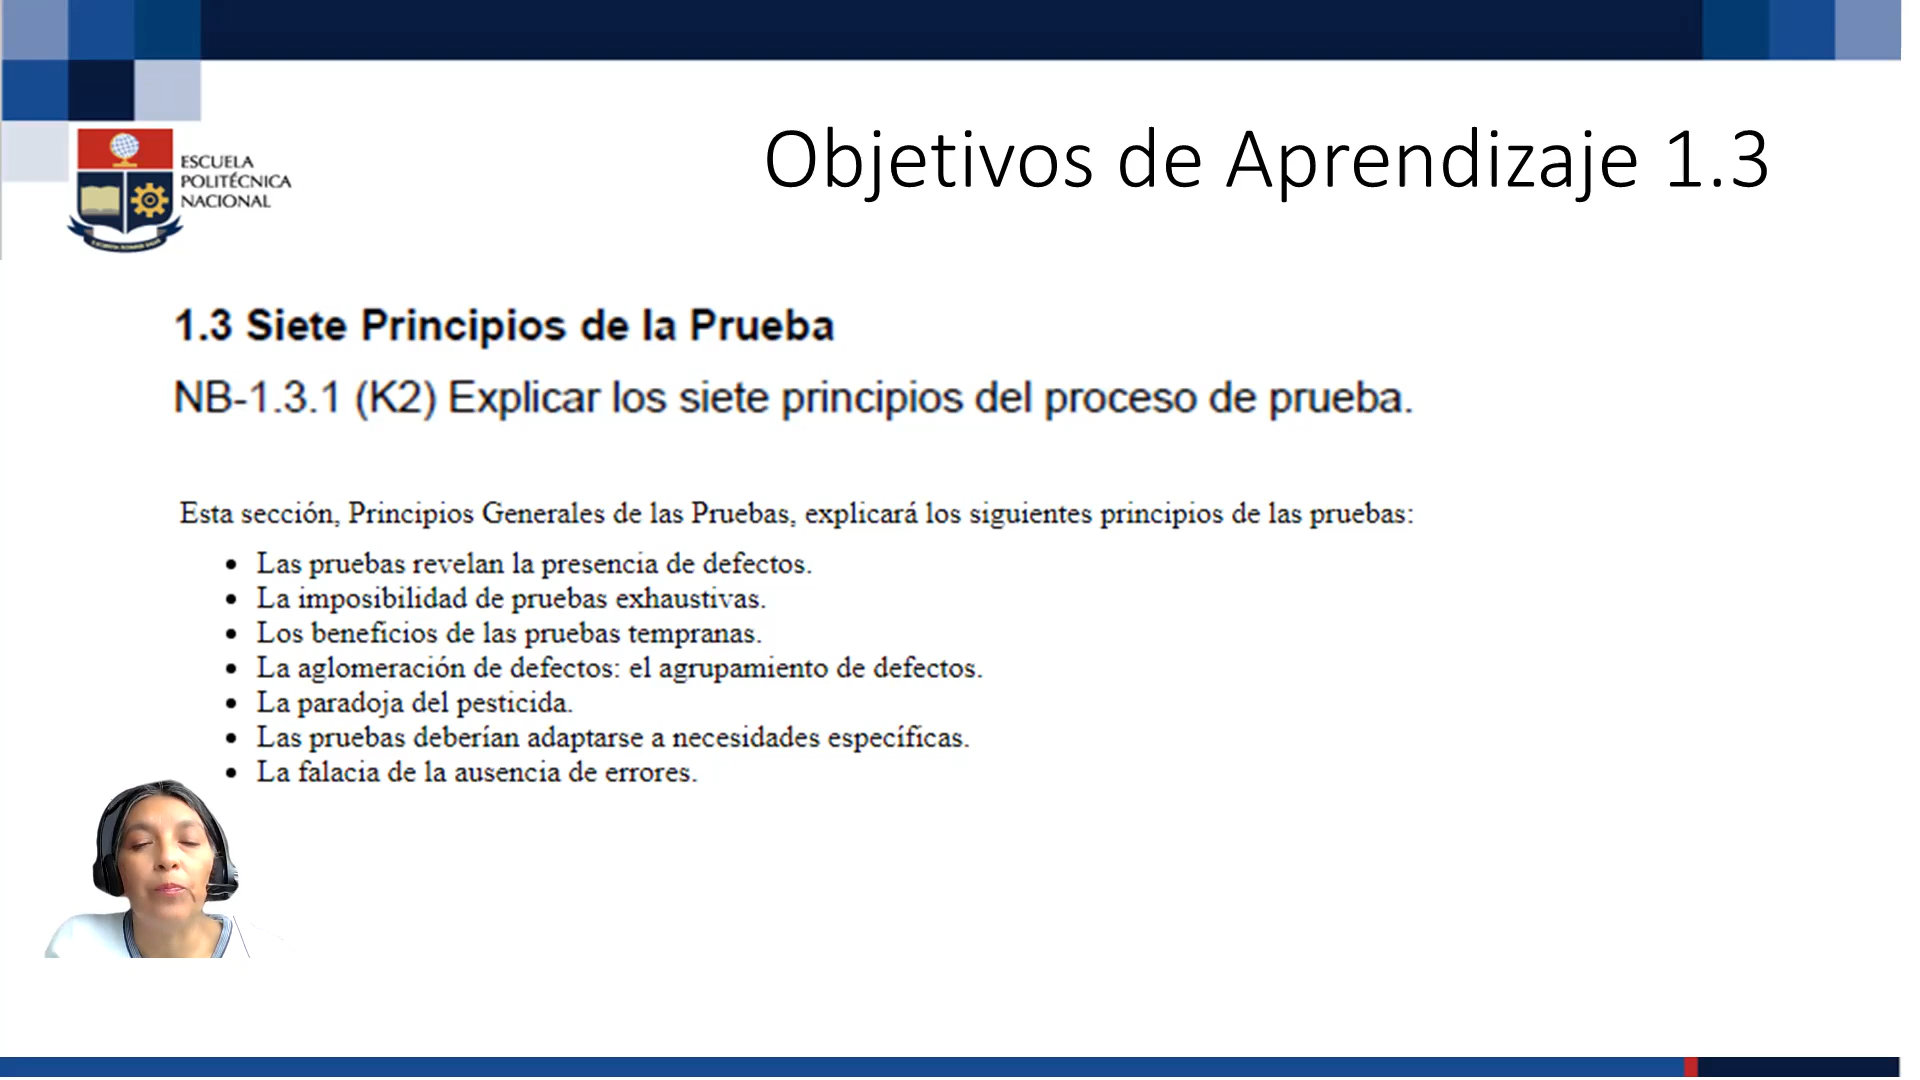 ESCUELA
POLITÉCNICA
NACIONAL
Objetivos de Aprendizaje 1.3
1.3 Siete Principios de la Prueba
NB-1.3.1 (K2) Explicar los siete principios del proceso de prueba.
Esta sección, Principios Generales de las Pruebas, explicará los siguientes principios de las pruebas:
• Las pruebas revelan la presencia de defectos.
• La imposibilidad de pruebas exhaustivas.
• Los beneficios de las pruebas tempranas.
• La aglomeración de defectos: el agrupamiento de defectos.
• La paradoja del pesticida.
• Las pruebas deberían adaptarse a necesidades específicas.
• La falacia de la ausencia de errores.